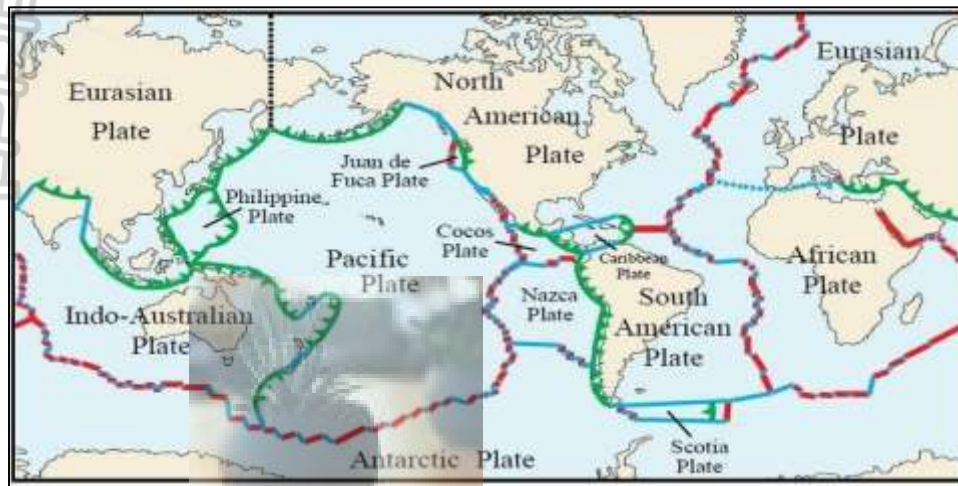 Eurasian
Plate
North
American
Plate
Eurasian
Plate
Juan de
Fuca Plate
Philippine
Plate
Cocos
Plate
Caribbean
Plate
African
Plate
Pacific
Plate
Nazca
Plate
South
American
Plate
Indo-Australian
Plate
Scotia
Plate
Antarctic Plate